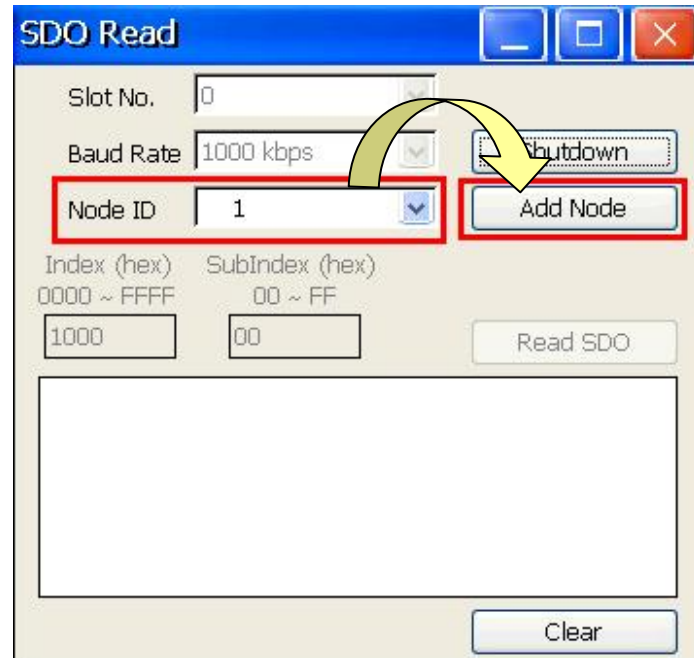 SDO Read
Slot No. 0
Baud Rate 1000 kbps Shutdown
Node ID 1 Add Node
Index (hex) SubIndex (hex)
0000 ~ FFFF 00 ~ FF
1000 00 Read SDO
Clear